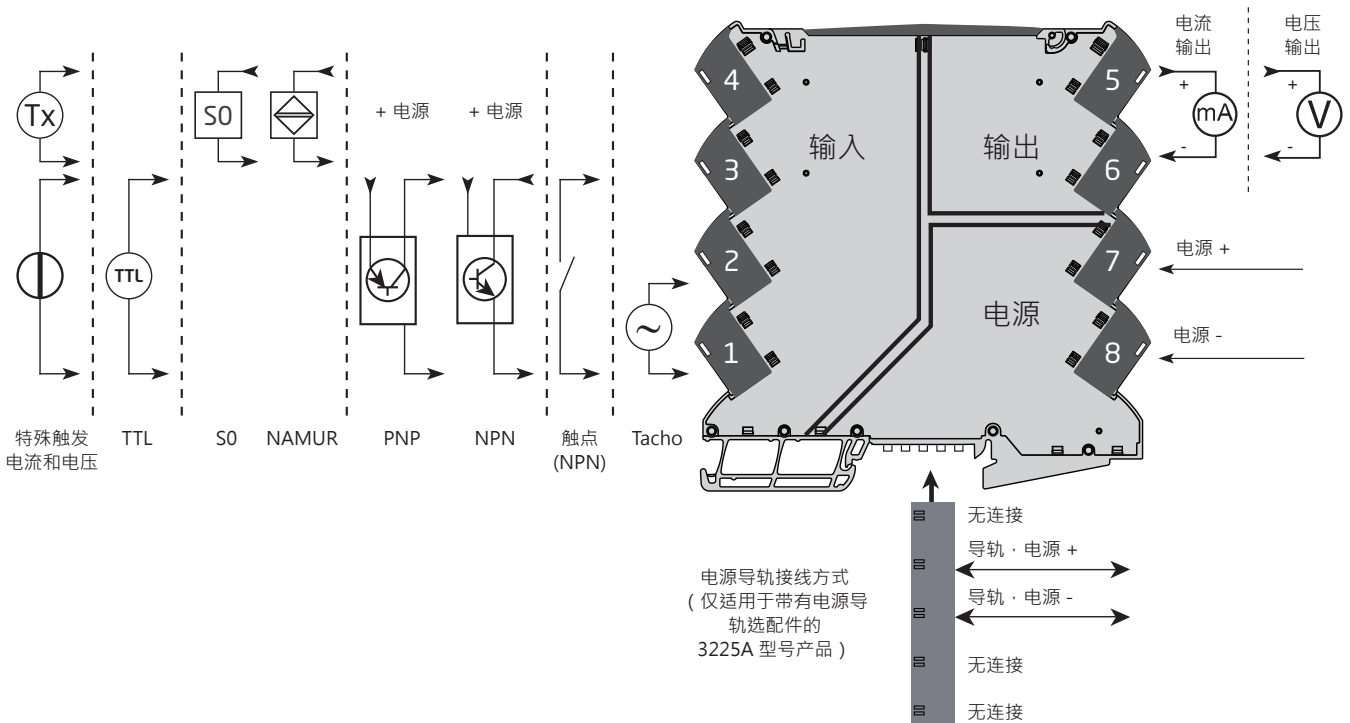 Tx
TTL
S0
+ 电源
+ 电源
~
特殊触发
电流和电压
TTL
S0
NAMUR
PNP
NPN
触点
(NPN)
Tacho
4
3
2
1
输入
输出
电源
5
6
7
8
电流
输出
电压
输出
+
mA
-
+
V
-
电源 +
电源 -
无连接
导轨，电源 +
导轨，电源 -
无连接
无连接
电源导轨接线方式
（仅适用于带有电源导
轨选配件的
3225A 型号产品）